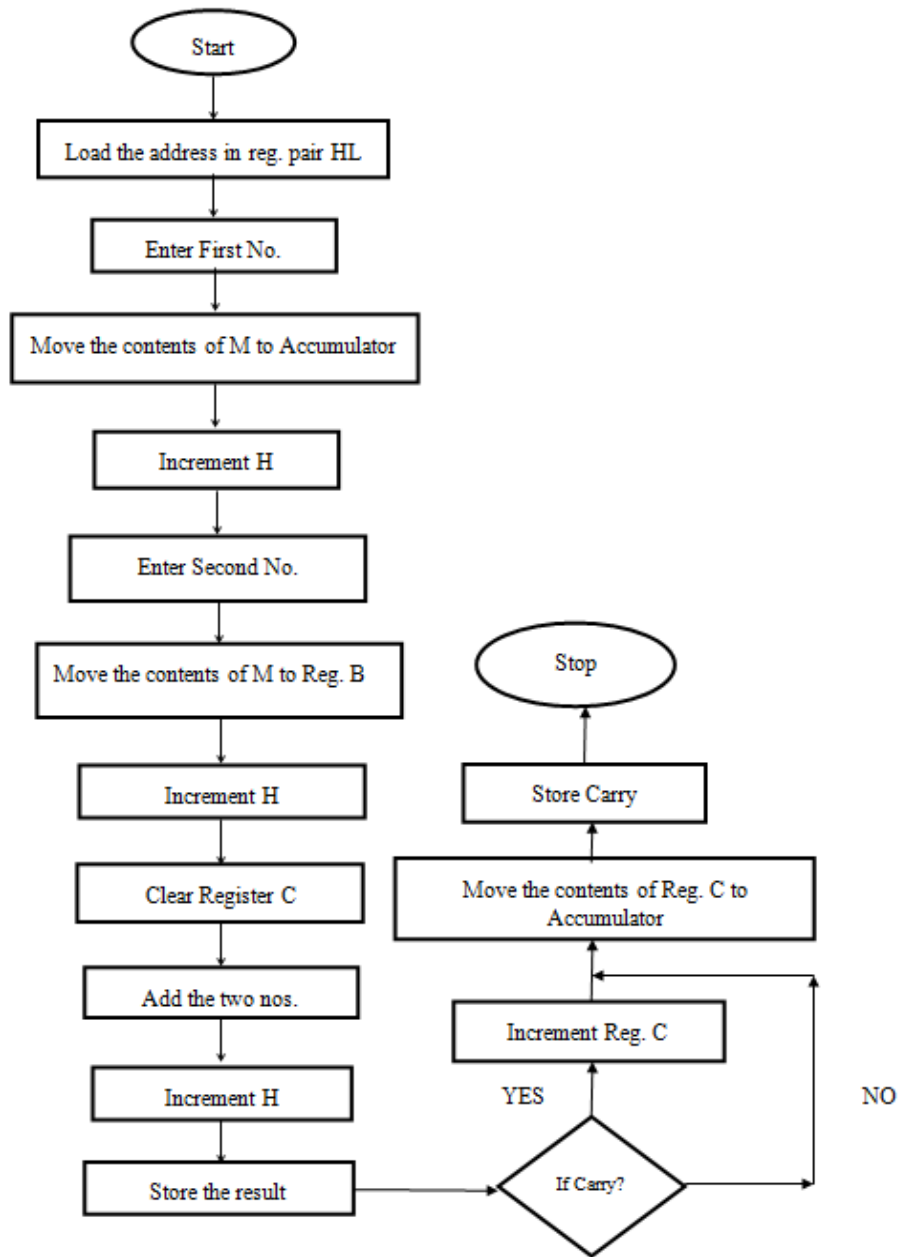 Start
Load the address in reg. pair HL
Enter First No.
Move the contents of M to Accumulator
Increment H
Enter Second No.
Move the contents of M to Reg. B
Increment H
Clear Register C
Add the two nos.
Increment H
Store the result
If Carry?
YES
NO
Increment Reg. C
Move the contents of Reg. C to
Accumulator
Store Carry
Stop